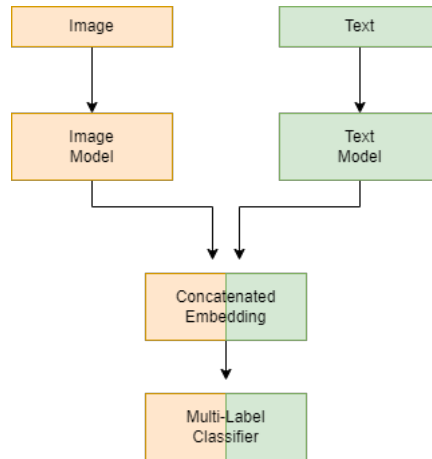 Image
Text
Image
Model
Text
Model
Concatenated
Embedding
Multi-Label
Classifier